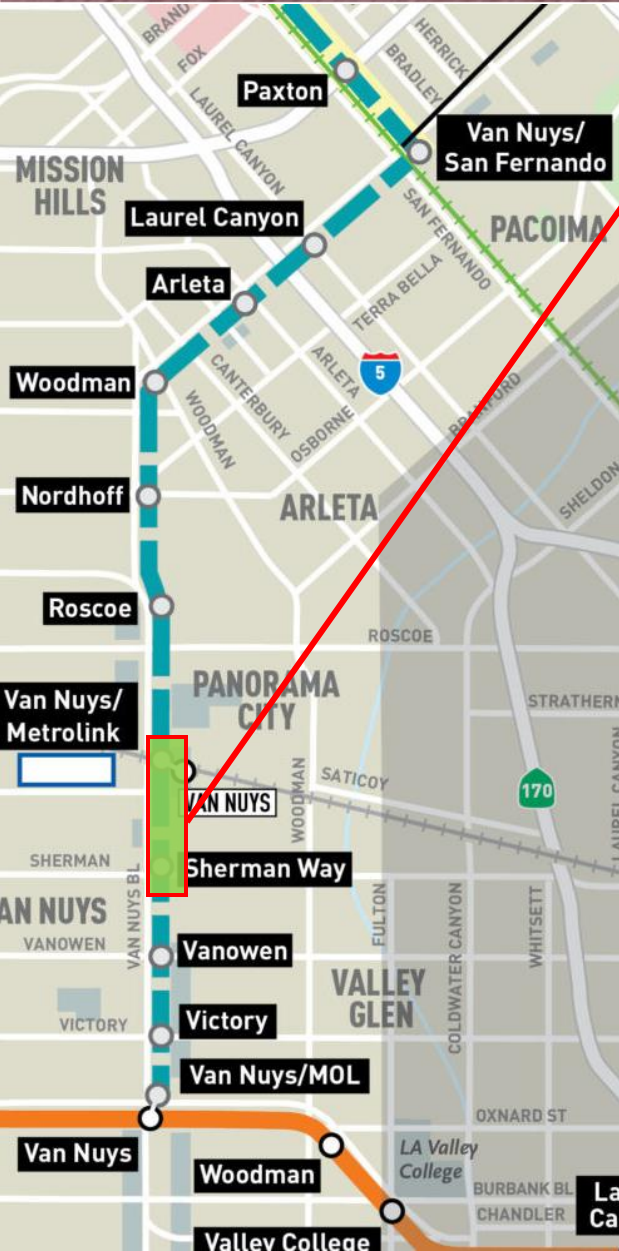 BRAND
FOX
HERRICK
BRADLEY
Paxton
LAUREL CANYON
Van Nuys/
San Fernando
MISSION
HILLS
Laurel Canyon
SAN FERNANDO
PACOIMA
Arleta
TERRA BELLA
5
ARLETA
CANTERBURY
Woodman
WOODMAN
OSBORNE
BRANFORD
Nordhoff
ARLETA
SHELDON
Roscoe
ROSCOE
PANORAMA
CITY
STRATHERN
Van Nuys/
Metrolink
SATICOY
170
VAN NUYS
WOODMAN
LAUREL CANYON
SHERMAN
Sherman Way
VAN NUYS BL
AN NUYS
VANOWEN
Vanowen
FULTON
COLDWATER CANYON
WHITSETT
VALLEY
GLEN
VICTORY
Victory
Van Nuys/MOL
OXNARD ST
Van Nuys
LA Valley
College
Woodman
BURBANK BL
CHANDLER
La
Ca
Valley College